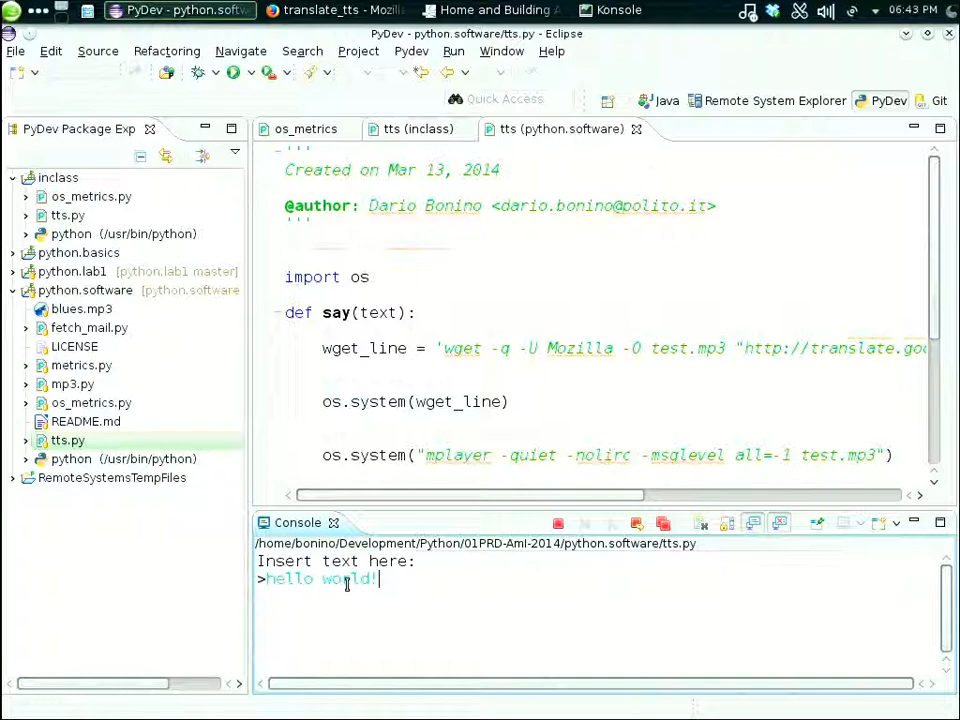 PyDev - python.softw
translate_tts - Mozill
Home and Building A
Konsole
06:43 PM
PyDev - python.software/tts.py - Eclipse
File Edit Source Refactoring Navigate Search Project Pydev Run Window Help
Quick Access
Java Remote System Explorer PyDev Git
PyDev Package Exp
os_metrics
tts (inclass)
tts (python.software)
inclass
os_metrics.py
tts.py
python (/usr/bin/python)
python.basics
python.lab1 [python.lab1 master]
python.software [python.software
blues.mp3
fetch_mail.py
LICENSE
metrics.py
mp3.py
os_metrics.py
README.md
tts.py
python (/usr/bin/python)
RemoteSystemsTempFiles
'''
Created on Mar 13, 2014
@author: Dario Bonino <dario.bonino@polito.it>
'''
import os
def say(text):
wget_line = 'wget -q -U Mozilla -O test.mp3 "http://translate.goo
os.system(wget_line)
os.system("mplayer -quiet -nolirc -msglevel all=-1 test.mp3")
Console
/home/bonino/Development/Python/01PRD-AmI-2014/python.software/tts.py
Insert text here:
>hello world!